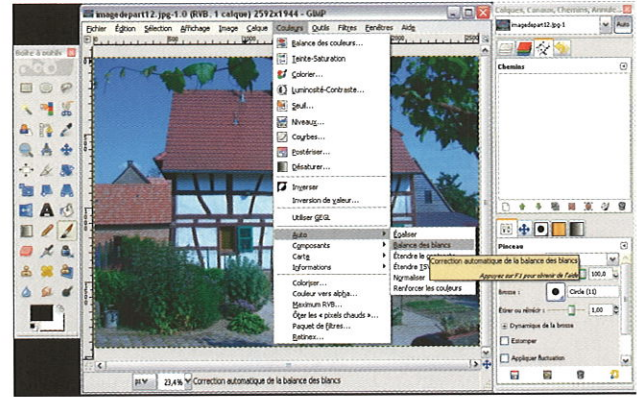 imagedepart12.jpg-1.0 (RVB, 1 calque) 2592x1944 - GIMP
Fichier Édition Sélection Affichage Image Calque Couleurs Outils Filtres Fenêtres Aide
Boîte à outils
Balance des couleurs...
Teinte-Saturation
Colorier...
Luminosité-Contraste...
Seuil...
Niveaux...
Courbes...
Postériser...
Désaturer...
Inverser
Inversion de valeur...
Utiliser GEGL
Auto
Composants
Carte
Informations
Coloriser...
Couleur vers alpha...
Maximum RVB...
Ôter les « pixels chauds »...
Paquet de filtres...
Retinex...
Égaliser
Balance des blancs
Étendre le
Étendre
Normaliser
Renforcer les couleurs
Correction automatique de la balance des blancs
Appuyez sur F1 pour obtenir de l'aide
px 23,4% Correction automatique de la balance des blancs
Calques, Canaux, Chemins, Annule
imagedepart12.jpg-1 Auto
Chemins
Pinceau
100,0
Brosse : Circle (11)
Étirer ou rétrécir : 1,00
Dynamique de la brosse
Estomper
Appliquer fluctuation